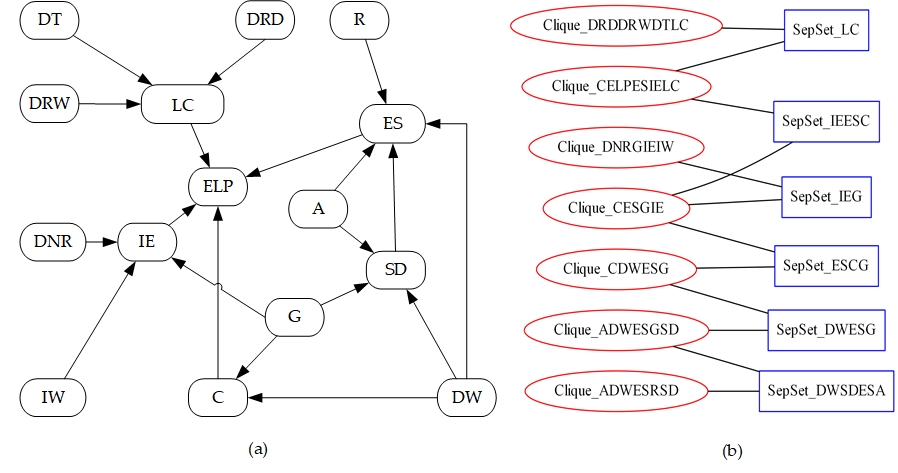 DT
DRD
R
DRW
LC
ES
ELP
A
DNR
IE
SD
G
IW
C
DW
(a)
Clique_DRDDRWDTLC
SepSet_LC
Clique_CELPESIELC
SepSet_IEESC
Clique_DNRGIEIW
SepSet_IEG
Clique_CESGIE
SepSet_ESCG
Clique_CDWESG
SepSet_DWESG
Clique_ADWESGSD
SepSet_DWSDESA
Clique_ADWESRSD
(b)